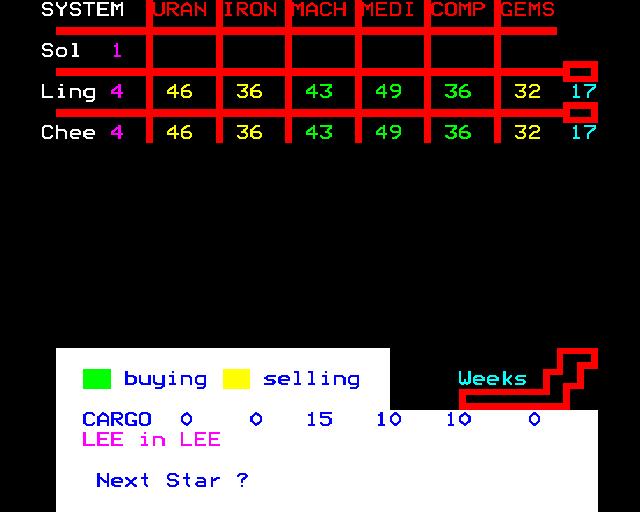 SYSTEM URAN IRON MACH MEDI COMP GEMS
Sol 1
Ling 4 46 36 43 49 36 32 17
Chee 4 46 36 43 49 36 32 17
buying selling Weeks
CARGO 0 0 15 10 10 0
LEE in LEE
Next Star ?